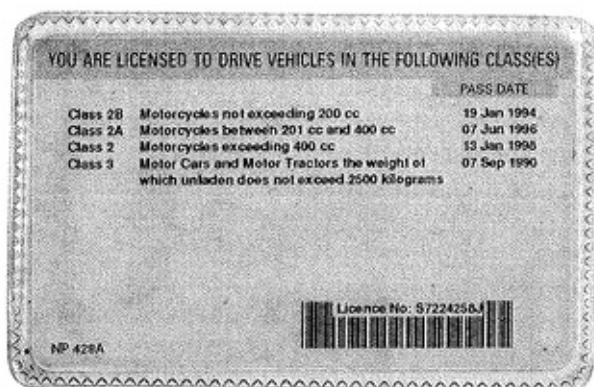 YOU ARE LICENSED TO DRIVE VEHICLES IN THE FOLLOWING CLASS(ES)
PASS DATE
Class 2B Motorcycles not exceeding 200 cc 19 Jan 1994
Class 2A Motorcycles between 201 cc and 400 cc 07 Jun 1996
Class 2 Motorcycles exceeding 400 cc 13 Jan 1998
Class 3 Motor Cars and Motor Tractors the weight of 07 Sep 1990
which unladen does not exceed 2500 kilograms
Licence No: S7224258J
NP 428A